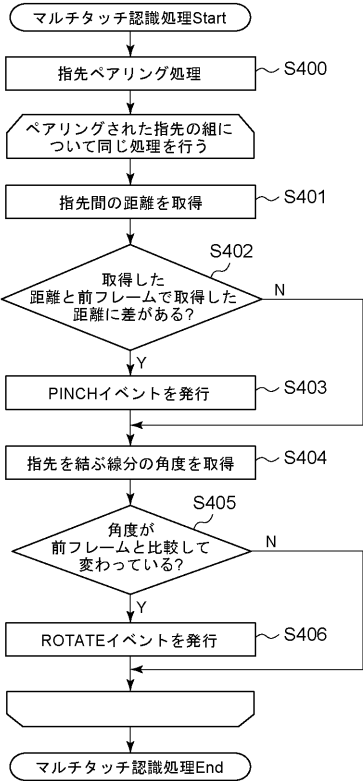 マルチタッチ認識処理Start
指先ペアリング処理
S400
ペアリングされた指先の組に
ついて同じ処理を行う
指先間の距離を取得
S401
S402
取得した
距離と前フレームで取得した
距離に差がある?
N
Y
PINCHイベントを発行
S403
指先を結ぶ線分の角度を取得
S404
S405
角度が
前フレームと比較して
変わっている?
N
Y
ROTATEイベントを発行
S406
マルチタッチ認識処理End